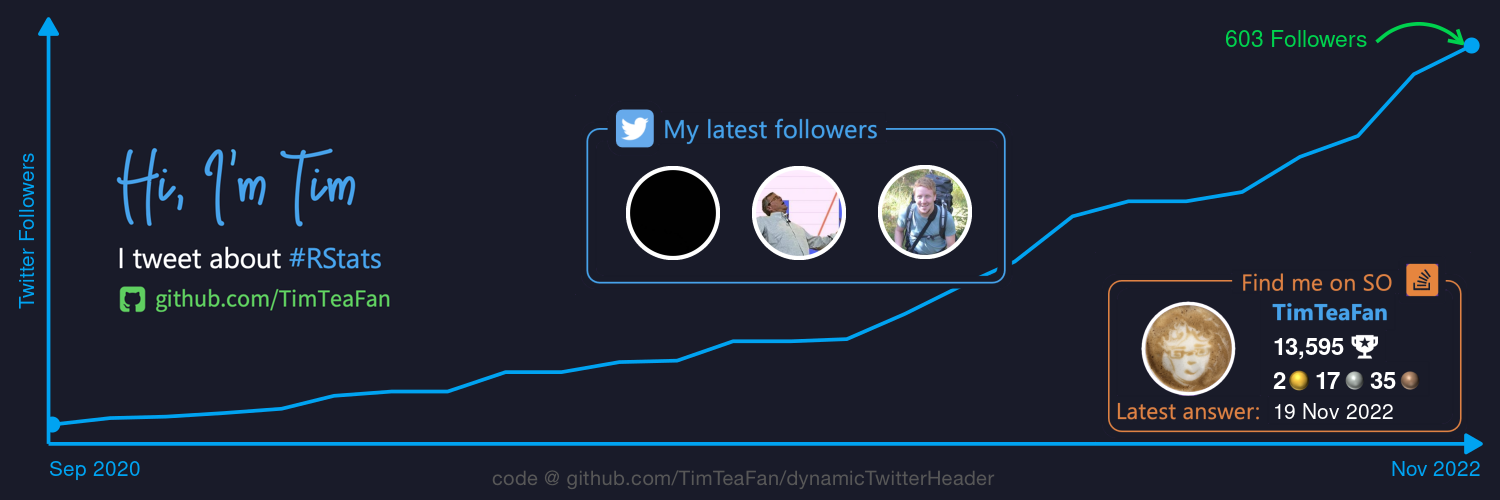 603 Followers
My latest followers
Twitter Followers
Hi, I'm Tim
I tweet about #RStats
github.com/TimTeaFan
Find me on SO
TimTeaFan
13,595
2 17 35
Latest answer: 19 Nov 2022
Sep 2020
Nov 2022
code @ github.com/TimTeaFan/dynamicTwitterHeader